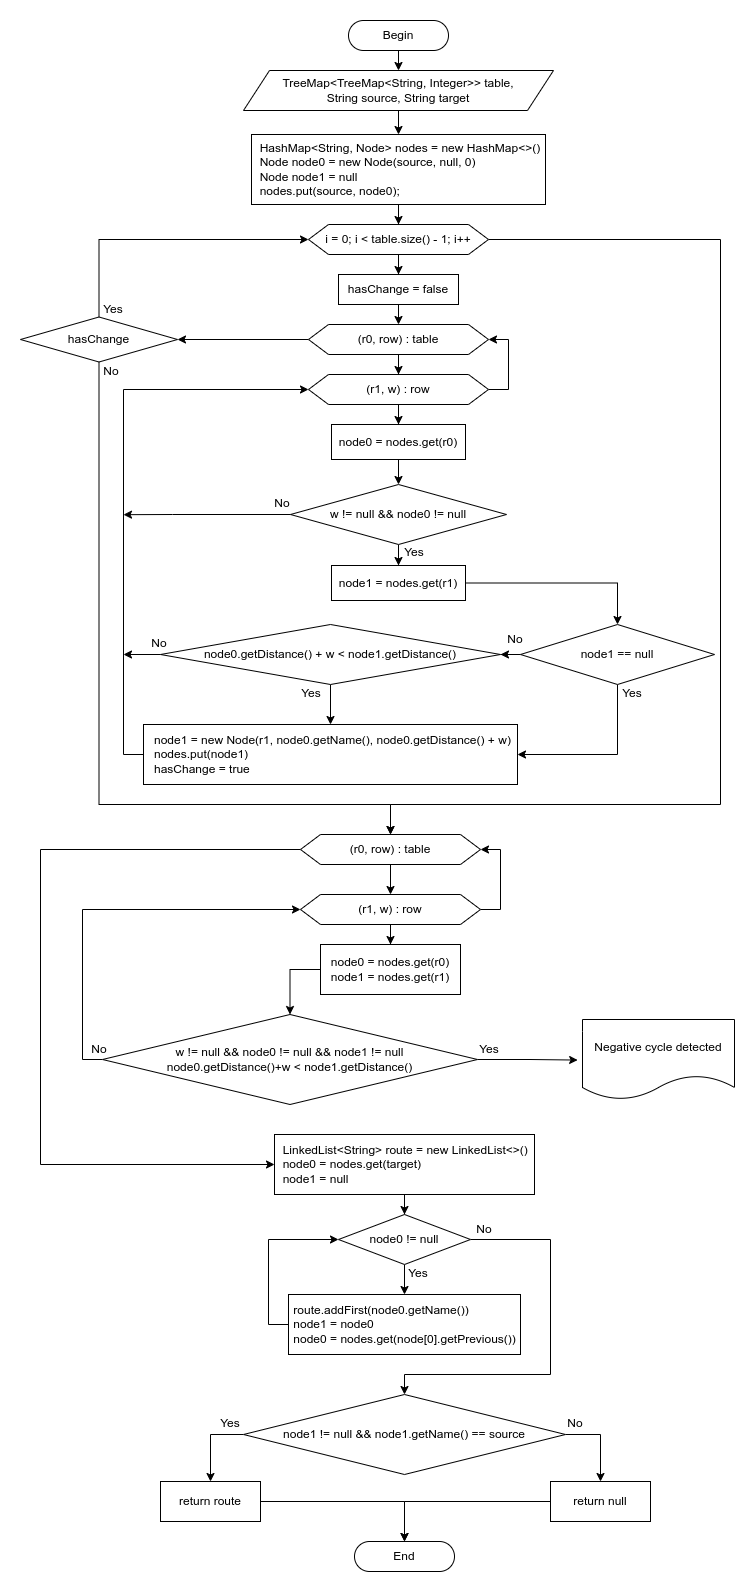 Begin
TreeMap<TreeMap<String, Integer>> table,
String source, String target
HashMap<String, Node> nodes = new HashMap<>()
Node node0 = new Node(source, null, 0)
Node node1 = null
nodes.put(source, node0);
i = 0; i < table.size() - 1; i++
hasChange = false
Yes
(r0, row) : table
hasChange
No
(r1, w) : row
node0 = nodes.get(r0)
No
w != null && node0 != null
Yes
node1 = nodes.get(r1)
No
No
node0.getDistance() + w < node1.getDistance()
node1 == null
Yes
Yes
node1 = new Node(r1, node0.getName(), node0.getDistance() + w)
nodes.put(node1)
hasChange = true
(r0, row) : table
(r1, w) : row
node0 = nodes.get(r0)
node1 = nodes.get(r1)
No
w != null && node0 != null && node1 != null
node0.getDistance()+w < node1.getDistance()
Yes
Negative cycle detected
LinkedList<String> route = new LinkedList<>()
node0 = nodes.get(target)
node1 = null
node0 != null
No
Yes
route.addFirst(node0.getName())
node1 = node0
node0 = nodes.get(node[0].getPrevious())
Yes
node1 != null && node1.getName() == source
No
return route
return null
End